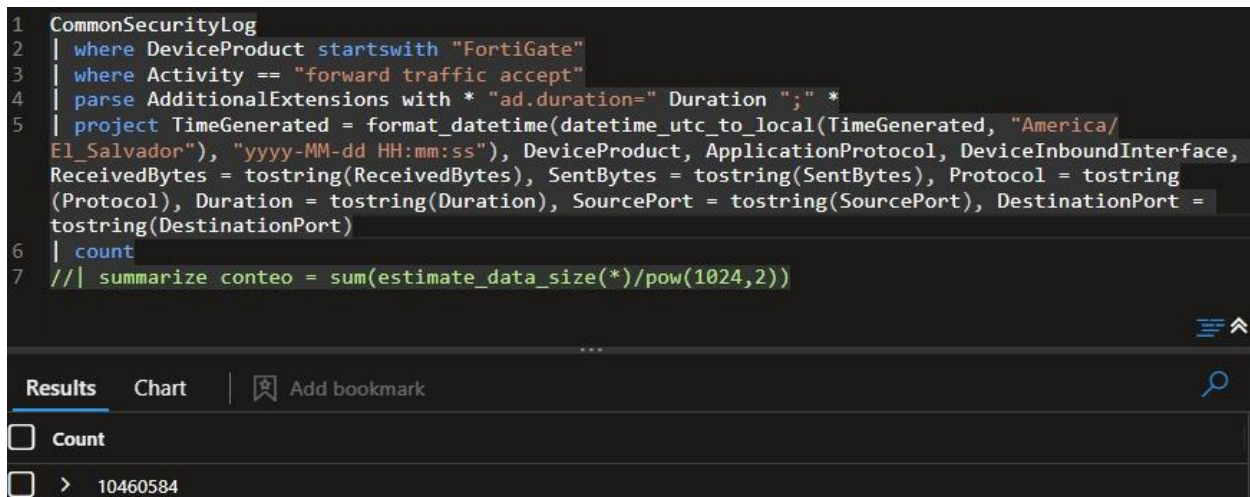 1 CommonSecurityLog
2 | where DeviceProduct startswith "FortiGate"
3 | where Activity == "forward traffic accept"
4 | parse AdditionalExtensions with * "ad.duration=" Duration ";" *
5 | project TimeGenerated = format_datetime(datetime_utc_to_local(TimeGenerated, "America/
El_Salvador"), "yyyy-MM-dd HH:mm:ss"), DeviceProduct, ApplicationProtocol, DeviceInboundInterface,
ReceivedBytes = tostring(ReceivedBytes), SentBytes = tostring(SentBytes), Protocol = tostring
(Protocol), Duration = tostring(Duration), SourcePort = tostring(SourcePort), DestinationPort =
tostring(DestinationPort)
6 | count
7 //| summarize conteo = sum(estimate_data_size(*)/pow(1024,2))
Results Chart Add bookmark
Count
10460584